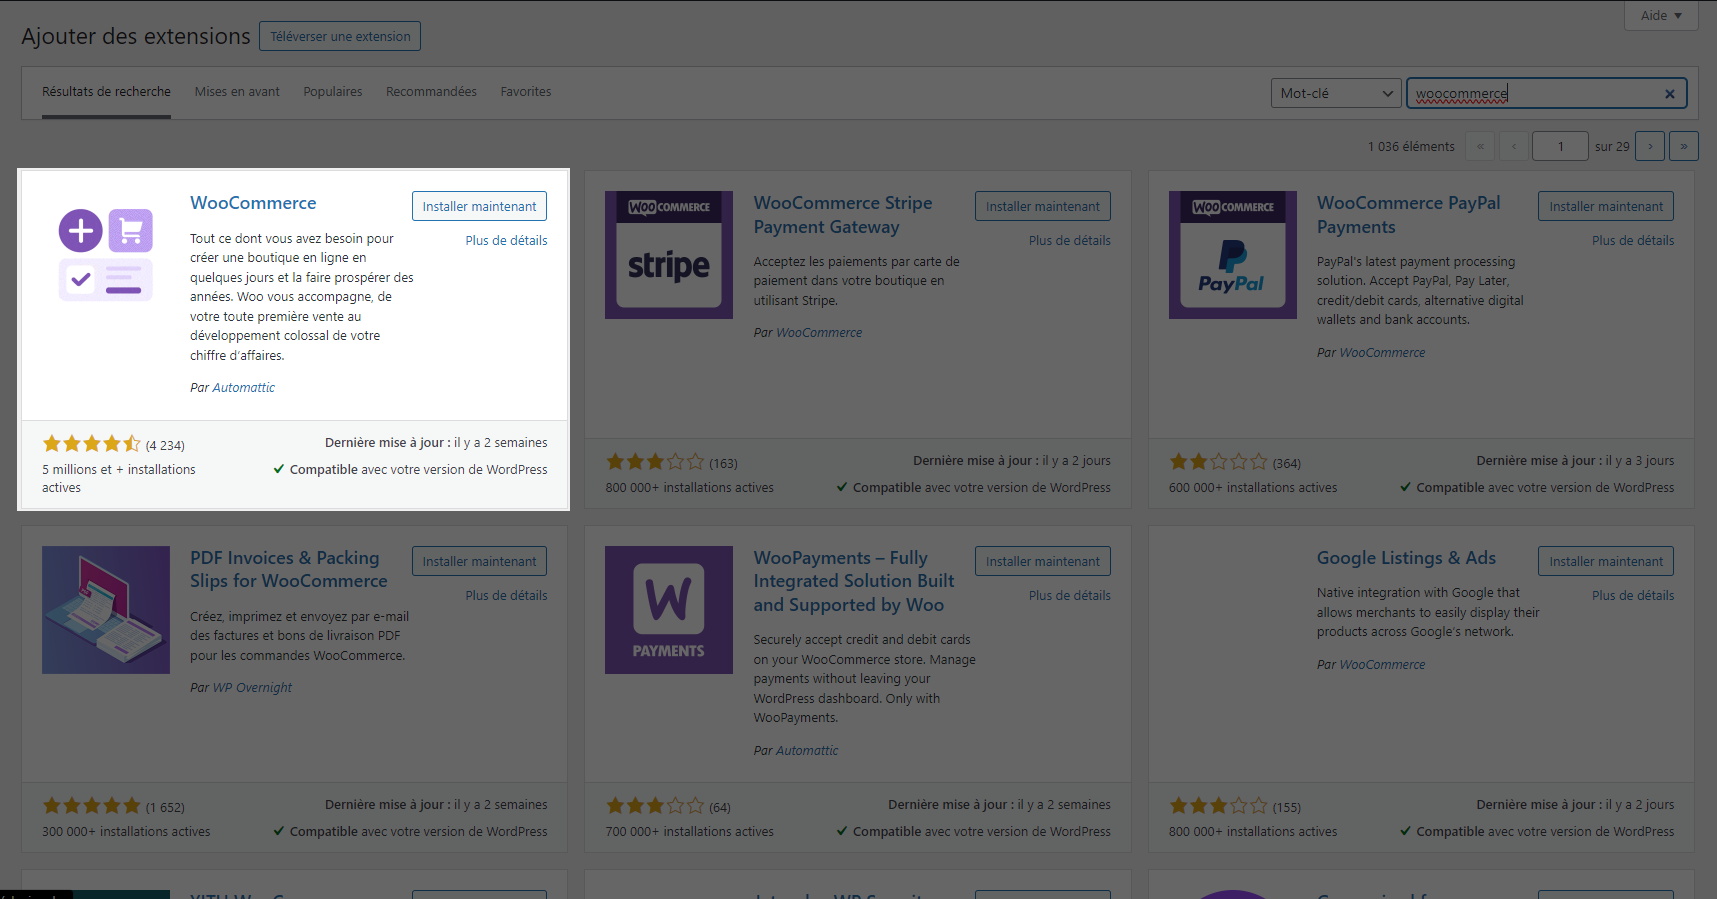 Aide
Ajouter des extensions
Téléverser une extension
Résultats de recherche
Mises en avant
Populaires
Recommandées
Favorites
Mot-clé
woocommerce
1 036 éléments
«
‹
1
sur 29
›
»
WooCommerce
Installer maintenant
Plus de détails
Tout ce dont vous avez besoin pour
créer une boutique en ligne en
quelques jours et la faire prospérer des
années. Woo vous accompagne, de
votre toute première vente au
développement colossal de votre
chiffre d’affaires.
Par Automattic
(4 234)
5 millions et + installations
actives
Dernière mise à jour : il y a 2 semaines
Compatible avec votre version de WordPress
WOO COMMERCE
stripe
WooCommerce Stripe
Payment Gateway
Installer maintenant
Plus de détails
Acceptez les paiements par carte de
paiement dans votre boutique en
utilisant Stripe.
Par WooCommerce
(163)
800 000+ installations actives
Dernière mise à jour : il y a 2 jours
Compatible avec votre version de WordPress
WOO COMMERCE
PayPal
WooCommerce PayPal
Payments
Installer maintenant
Plus de détails
PayPal's latest payment processing
solution. Accept PayPal, Pay Later,
credit/debit cards, alternative digital
wallets and bank accounts.
Par WooCommerce
(364)
600 000+ installations actives
Dernière mise à jour : il y a 3 jours
Compatible avec votre version de WordPress
PDF Invoices & Packing
Slips for WooCommerce
Installer maintenant
Plus de détails
Créez, imprimez et envoyez par e-mail
des factures et bons de livraison PDF
pour les commandes WooCommerce.
Par WP Overnight
(1 652)
300 000+ installations actives
Dernière mise à jour : il y a 2 semaines
Compatible avec votre version de WordPress
W
PAYMENTS
WooPayments – Fully
Integrated Solution Built
and Supported by Woo
Installer maintenant
Plus de détails
Securely accept credit and debit cards
on your WooCommerce store. Manage
payments without leaving your
WordPress dashboard. Only with
WooPayments.
Par Automattic
(64)
700 000+ installations actives
Dernière mise à jour : il y a 2 semaines
Compatible avec votre version de WordPress
Google Listings & Ads
Installer maintenant
Plus de détails
Native integration with Google that
allows merchants to easily display their
products across Google's network.
Par WooCommerce
(155)
800 000+ installations actives
Dernière mise à jour : il y a 2 jours
Compatible avec votre version de WordPress